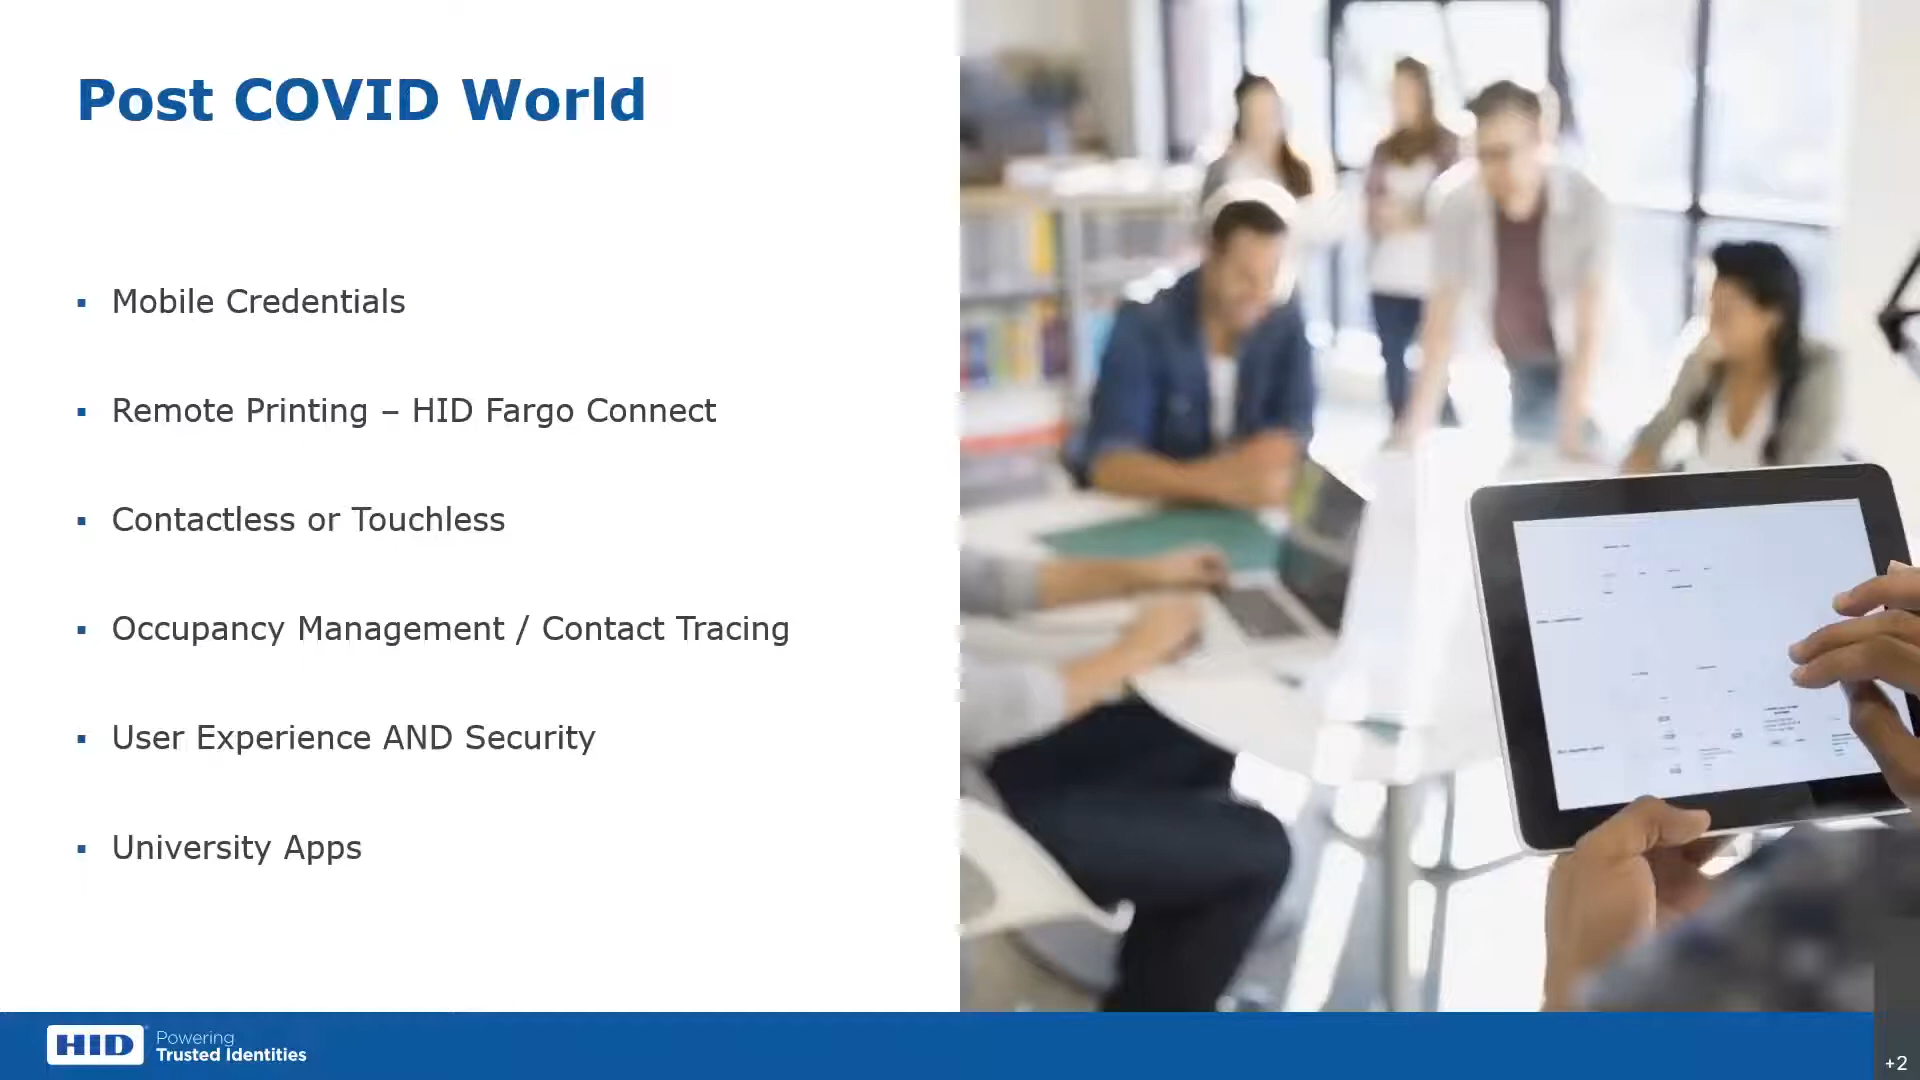 Post COVID World
▪ Mobile Credentials
▪ Remote Printing – HID Fargo Connect
▪ Contactless or Touchless
▪ Occupancy Management / Contact Tracing
▪ User Experience AND Security
▪ University Apps
HID
Powering
Trusted Identities
+2